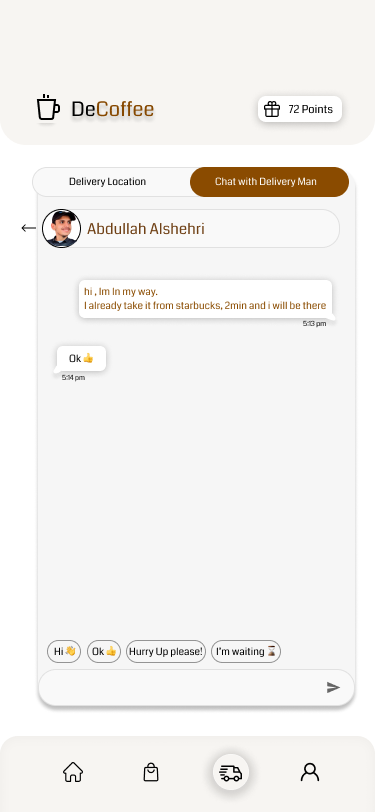 DeCoffee
72 Points
Delivery Location
Chat with Delivery Man
Abdullah Alshehri
hi , Im In my way.
I already take it from starbucks, 2min and i will be there
5:13 pm
Ok 👍
5:14 pm
Hi 👋
Ok 👍
Hurry Up please!
I'm waiting ⌛